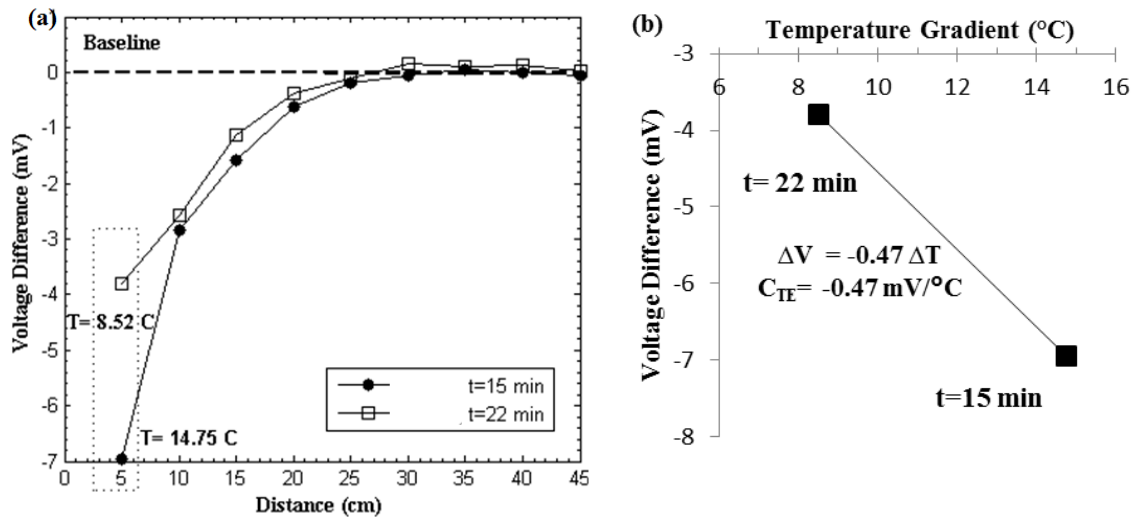 (a)
Baseline
0
-1
-2
-3
-4
-5
-6
-7
Voltage Difference (mV)
T= 8.52 C
T= 14.75 C
t=15 min
t=22 min
0 5 10 15 20 25 30 35 40 45
Distance (cm)
(b)
Temperature Gradient (°C)
-3
6 8 10 12 14 16
-4
-5
-6
-7
-8
Voltage Difference (mV)
t= 22 min
ΔV = -0.47 ΔT
CTE= -0.47 mV/°C
t=15 min